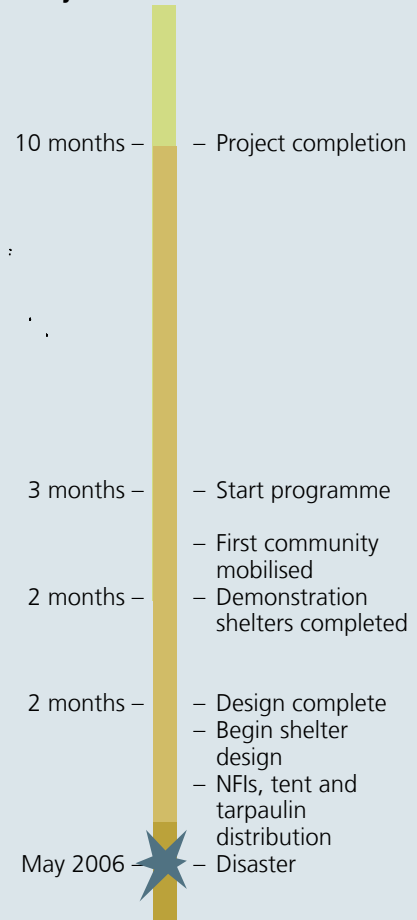 10 months – – Project completion
3 months – – Start programme
– First community
mobilised
2 months – – Demonstration
shelters completed
2 months – – Design complete
– Begin shelter
design
– NFIs, tent and
tarpaulin
distribution
May 2006 – – Disaster